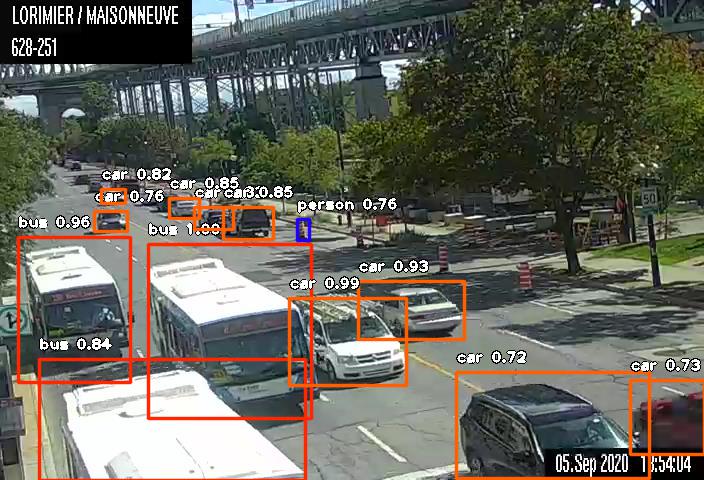 LORIMIER / MAISONNEUVE
628-251
car 0.82
car 0.85
car 0.76
0.85
person 0.76
bus 0.96
bus 1.00
50
car 0.93
car 0.99
bus 0.84
car 0.72
car 0.73
05.Sep 2020
:54:04